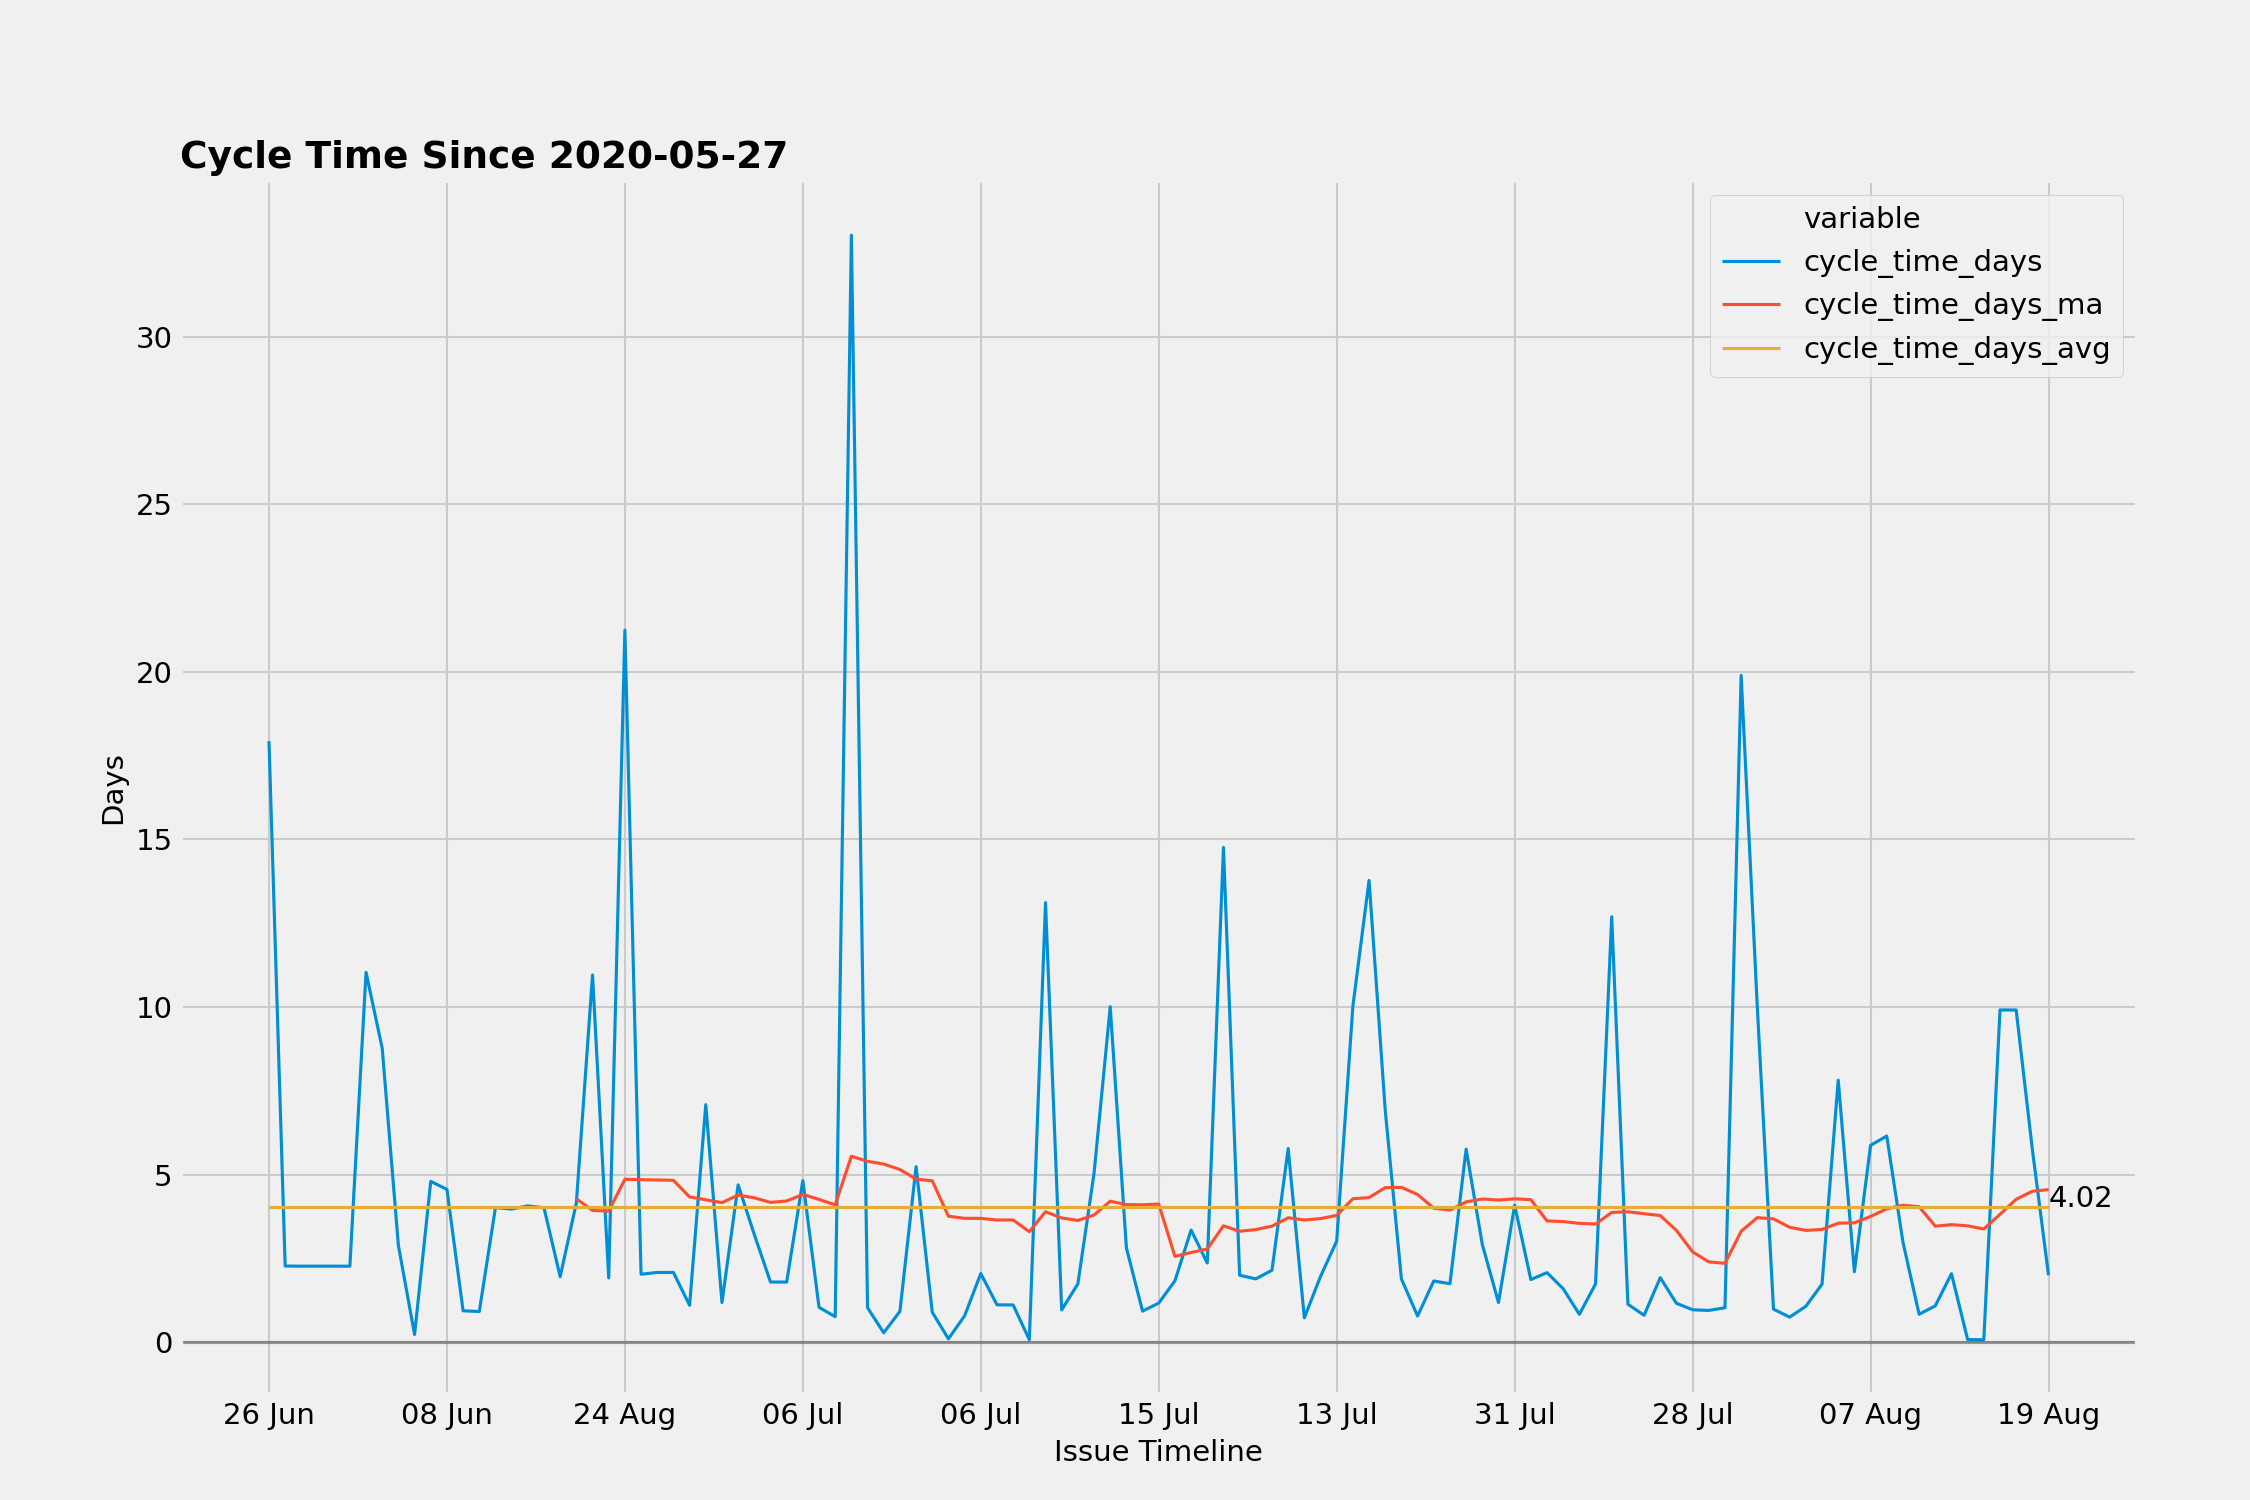 Cycle Time Since 2020-05-27
variable
cycle_time_days
cycle_time_days_ma
cycle_time_days_avg
30
25
20
15
10
5
0
Days
4.02
26 Jun 08 Jun 24 Aug 06 Jul 06 Jul 15 Jul 13 Jul 31 Jul 28 Jul 07 Aug 19 Aug
Issue Timeline